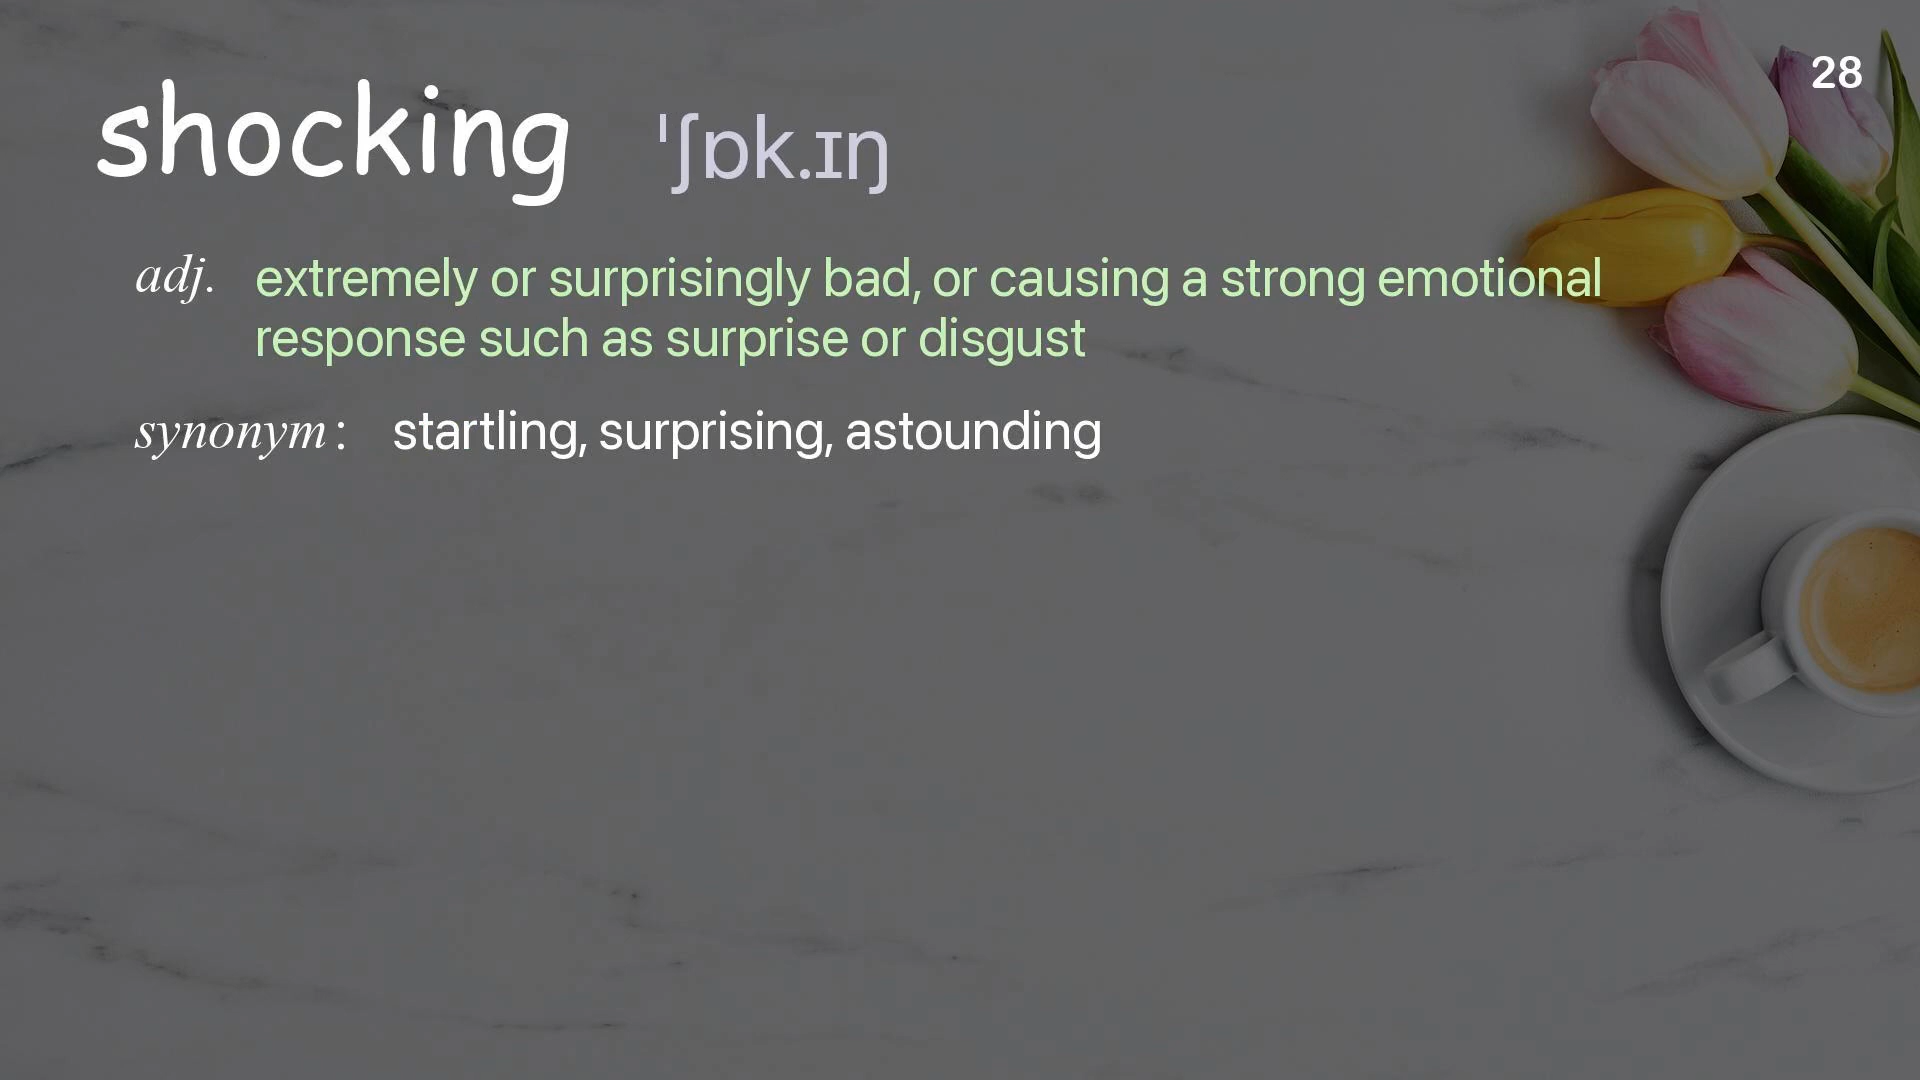 28
shocking ˈʃɒk.ɪŋ
adj. extremely or surprisingly bad, or causing a strong emotional
response such as surprise or disgust
synonym: startling, surprising, astounding